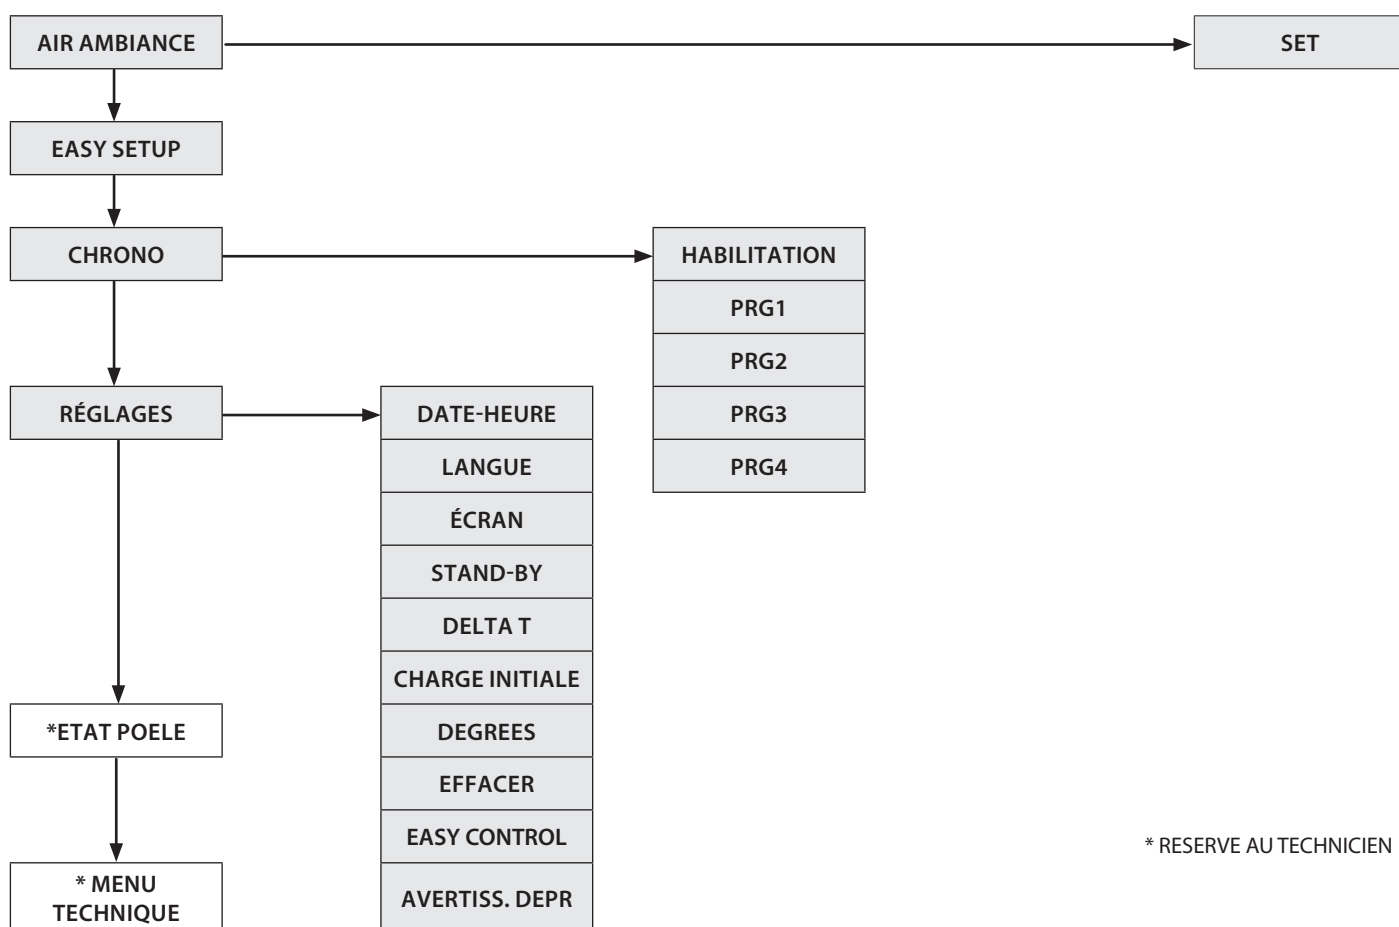 AIR AMBIANCE
SET
EASY SETUP
CHRONO
HABILITATION
PRG1
PRG2
PRG3
PRG4
RÉGLAGES
DATE-HEURE
LANGUE
ÉCRAN
STAND-BY
DELTA T
CHARGE INITIALE
DEGREES
EFFACER
EASY CONTROL
AVERTISS. DEPR
*ETAT POELE
* MENU
TECHNIQUE
* RESERVE AU TECHNICIEN